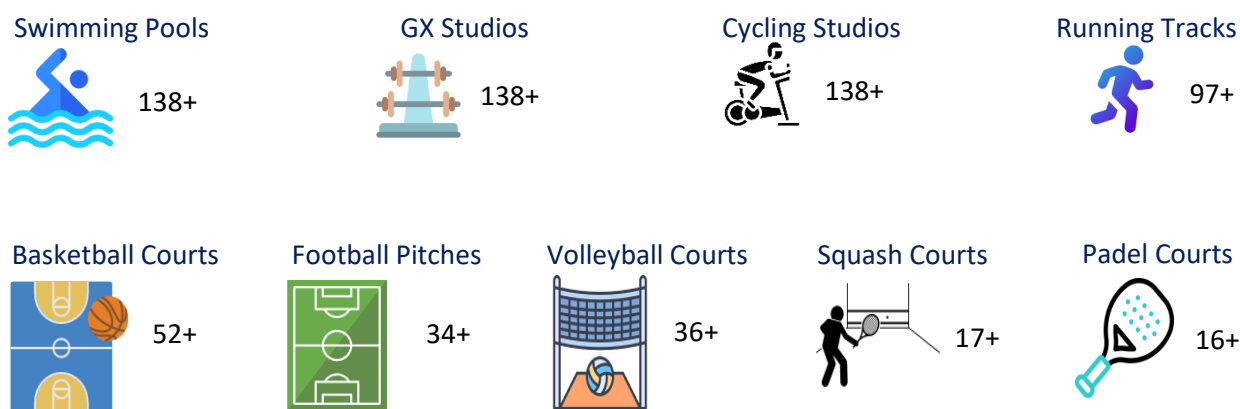 Swimming Pools
138+
GX Studios
138+
Cycling Studios
138+
Running Tracks
97+
Basketball Courts
52+
Football Pitches
34+
Volleyball Courts
36+
Squash Courts
17+
Padel Courts
16+